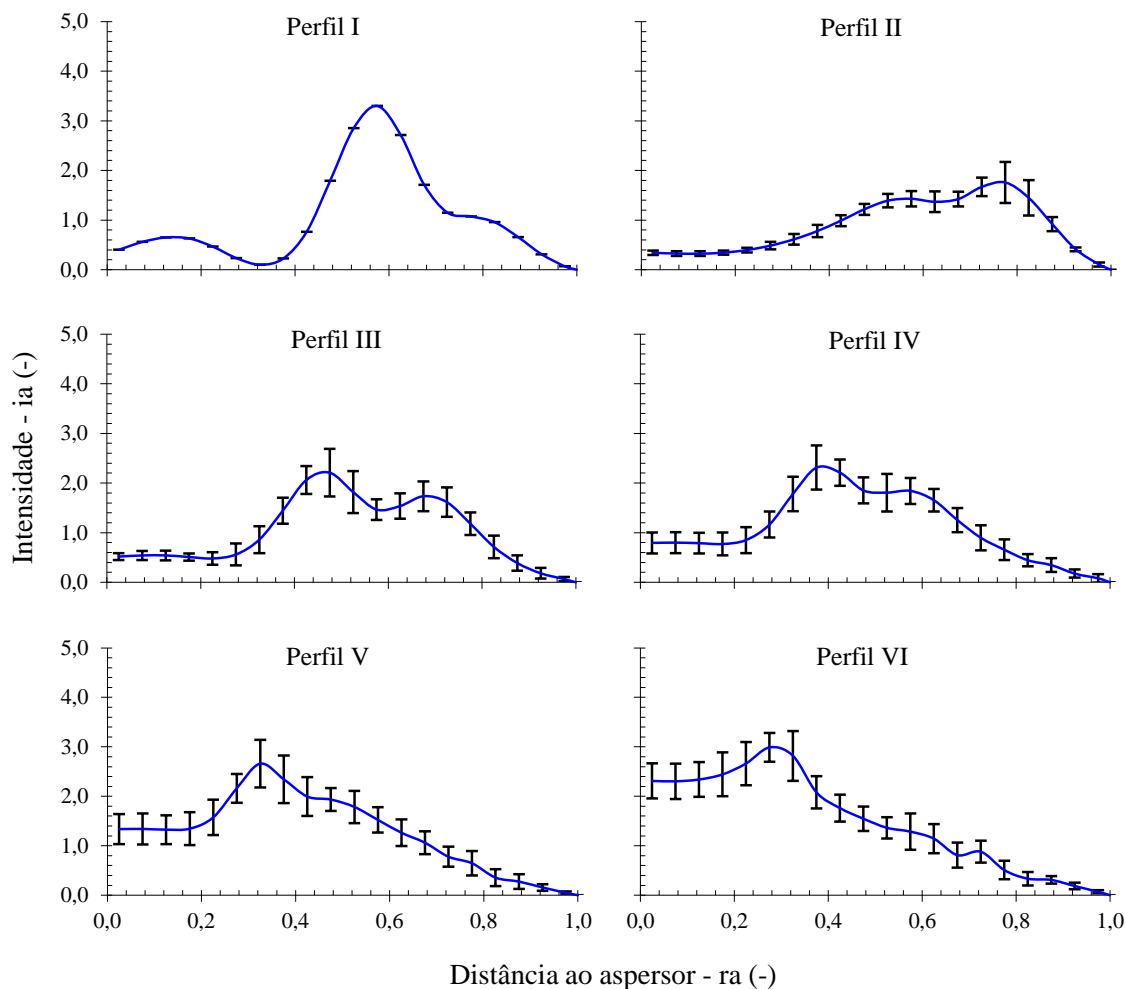 Perfil I
Perfil II
5,0
4,0
3,0
2,0
1,0
0,0
Perfil III
Perfil IV
5,0
4,0
3,0
2,0
1,0
0,0
Intensidade - ia (-)
Perfil V
Perfil VI
5,0
4,0
3,0
2,0
1,0
0,0
0,0 0,2 0,4 0,6 0,8 1,0
0,0 0,2 0,4 0,6 0,8 1,0
Distância ao aspersor - ra (-)